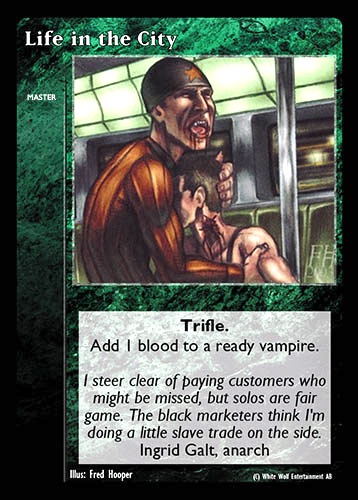 Life in the City
MASTER
Trifle.
Add 1 blood to a ready vampire.
I steer clear of paying customers who
might be missed, but solos are fair
game. The black marketers think I'm
doing a little slave trade on the side.
Ingrid Galt, anarch
Illus: Fred Hooper
(C) White Wolf Entertainment AB